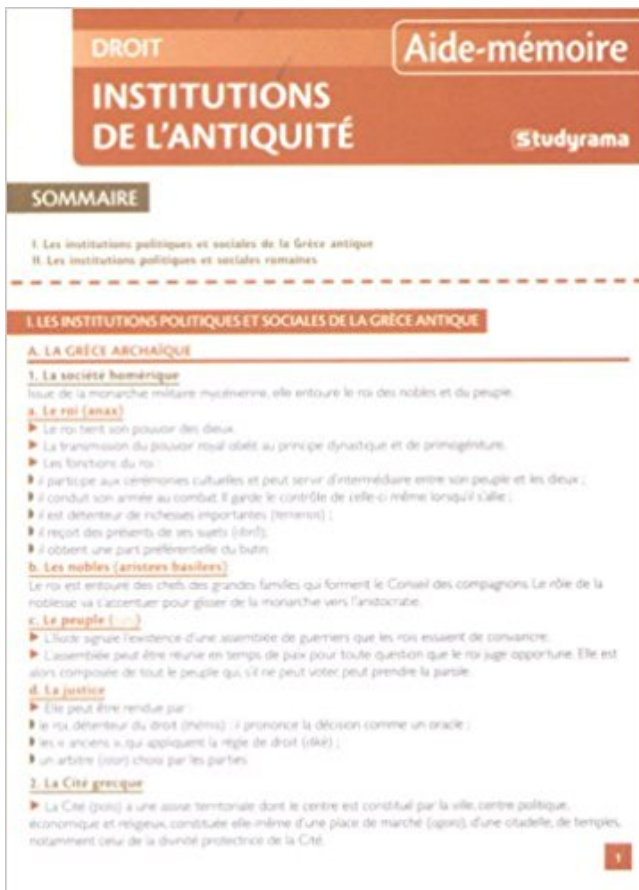 DROIT
Aide-mémoire
INSTITUTIONS
DE L'ANTIQUITÉ
Studyrama
SOMMAIRE
I. Les institutions politiques et sociales de la Grèce antique
II. Les institutions politiques et sociales romaines
I. LES INSTITUTIONS POLITIQUES ET SOCIALES DE LA GRÈCE ANTIQUE
A. LA GRÈCE ARCHAÏQUE
1. La société homérique
Issue de la monarchie militaire mycénienne, elle entoure le roi des nobles et du peuple.
a. Le roi (anax)
Le roi tient son pouvoir des dieux.
La transmission du pouvoir royal obéit au principe dynastique et de primogéniture.
Les fonctions du roi :
il participe aux cérémonies culturelles et peut servir d'intermédiaire entre son peuple et les dieux ;
il conduit son armée au combat. Il garde le contrôle de celle-ci même lorsqu'il s'allie ;
il est détenteur de richesses importantes (temenos) ;
il reçoit des présents de ses sujets
il obtient une part préférentielle du butin.
b. Les nobles (aristees basilees)
Le roi est entouré des chefs des grandes familles qui forment le Conseil des compagnons. Le rôle de la
noblesse va s'accentuer pour glisser de la monarchie vers l'aristocratie.
c. Le peuple
L'Iliade signale l'existence d'une assemblée de guerriers que les rois essaient de convaincre.
L'assemblée peut être réunie en temps de paix pour toute question que le roi juge opportune. Elle est
alors composée de tout le peuple qui, s'il ne peut voter, peut prendre la parole.
d. La justice
Elle peut être rendue par :
le roi, détenteur du droit (thémis) : il prononce la décision comme un oracle ;
les « anciens », qui appliquent la règle de droit (dikè) ;
un arbitre (istor) choisi par les parties.
2. La Cité grecque
La Cité (polis) a une assise territoriale dont le centre est constitué par la ville, centre politique,
économique et religieux, constituée elle-même d'une place de marché (agora), d'une citadelle, de temples,
notamment celui de la divinité protectrice de la Cité.
1